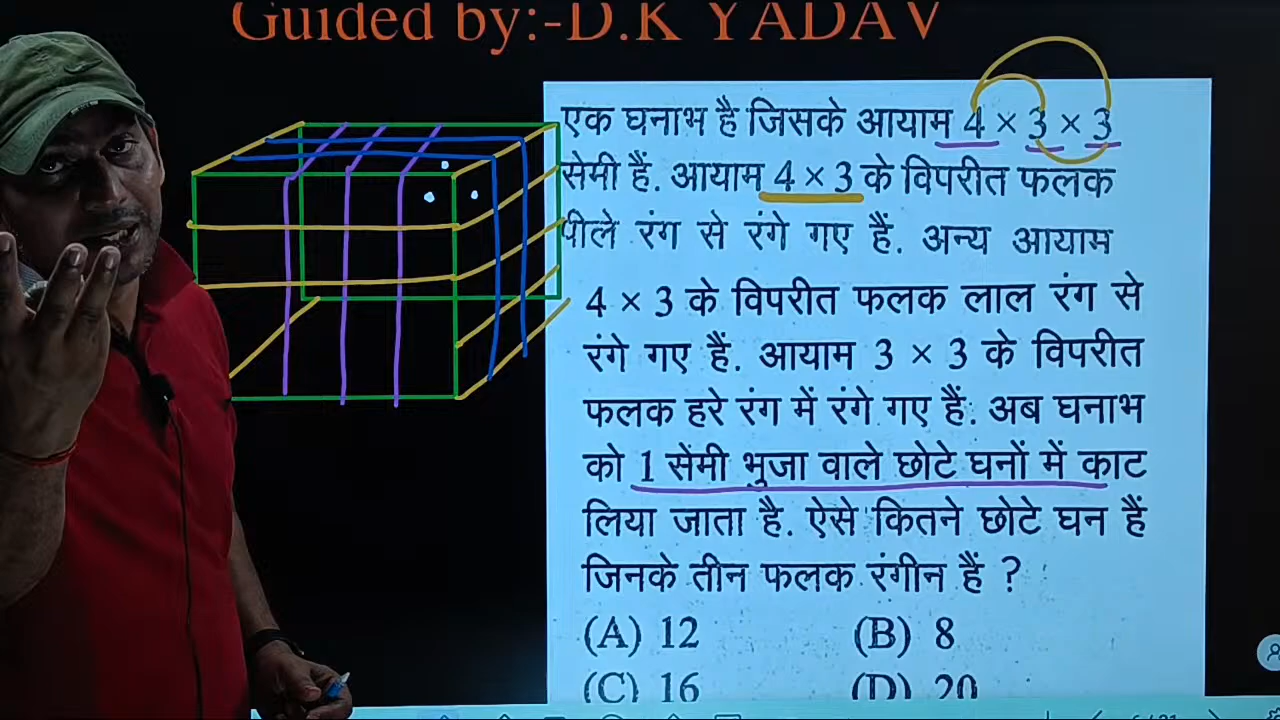 Guided by:-D.K YADAV
एक घनाभ है जिसके आयाम 4 × 3 × 3
सेमी हैं. आयाम 4 × 3 के विपरीत फलक
पीले रंग से रंगे गए हैं. अन्य आयाम
4 × 3 के विपरीत फलक लाल रंग से
रंगे गए हैं. आयाम 3 × 3 के विपरीत
फलक हरे रंग में रंगे गए हैं. अब घनाभ
को 1 सेंमी भुजा वाले छोटे घनों में काट
लिया जाता है. ऐसे कितने छोटे घन हैं
जिनके तीन फलक रंगीन हैं ?
(A) 12 (B) 8
(C) 16 (D) 20